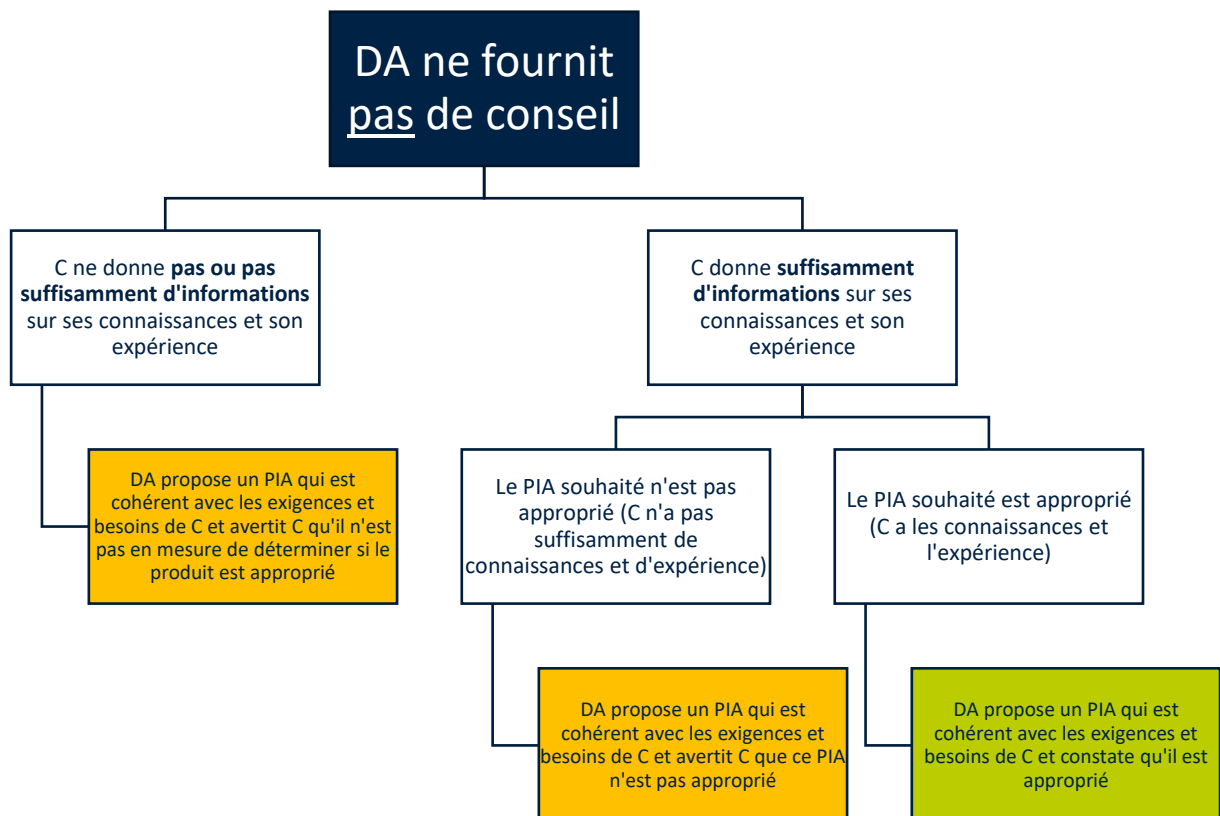 DA ne fournit
pas de conseil
C ne donne pas ou pas
suffisamment d'informations
sur ses connaissances et son
expérience
C donne suffisamment
d'informations sur ses
connaissances et son
expérience
DA propose un PIA qui est
cohérent avec les exigences et
besoins de C et avertit C qu'il n'est
pas en mesure de déterminer si le
produit est approprié
Le PIA souhaité n'est pas
approprié (C n'a pas
suffisamment de
connaissances et d'expérience)
Le PIA souhaité est approprié
(C a les connaissances et
l'expérience)
DA propose un PIA qui est
cohérent avec les exigences et
besoins de C et avertit C que ce PIA
n'est pas approprié
DA propose un PIA qui est
cohérent avec les exigences et
besoins de C et constate qu'il est
approprié